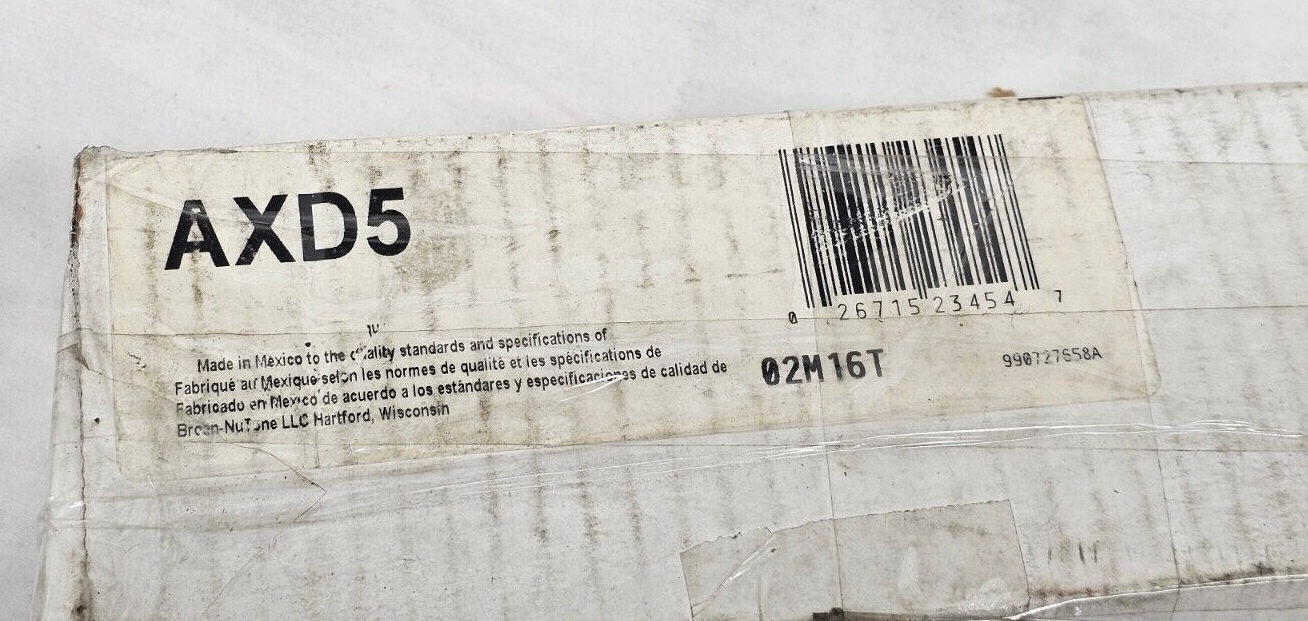 AXD5
Made in Mexico to the quality standards and specifications of
Fabriqué au Mexique selon les normes de qualité et les spécifications de
Fabricado en Mexico de acuerdo a los estándares y especificaciones de calidad de
Broan-NuTone LLC Hartford, Wisconsin
0 26715 23454 7
02M16T
990727658A